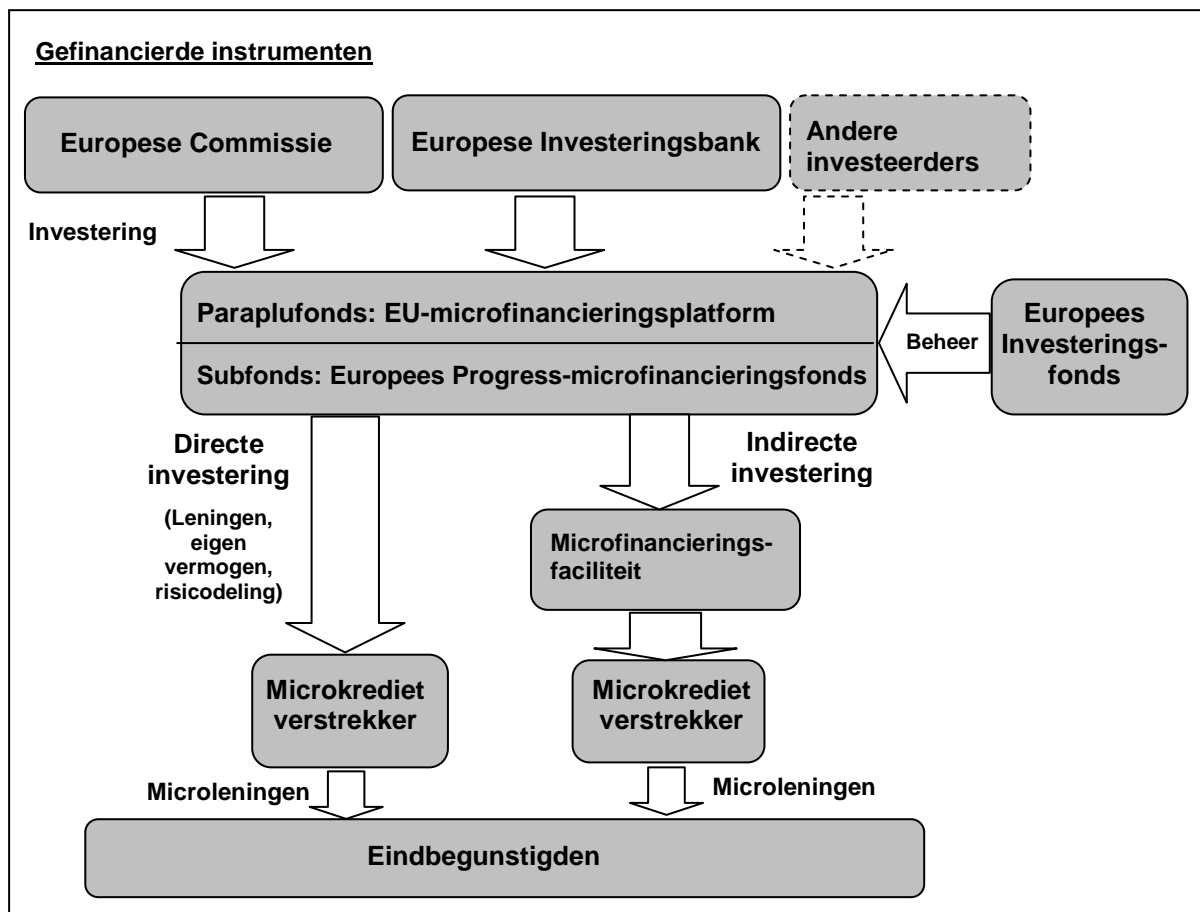 Gefinancierde instrumenten
Europese Commissie
Europese Investeringsbank
Andere
investeerders
Investering
Paraplufonds: EU-microfinancieringsplatform
Subfonds: Europees Progress-microfinancieringsfonds
Beheer
Europees
Investerings-
fonds
Directe
investering
(Leningen,
eigen
vermogen,
risicodeling)
Indirecte
investering
Microfinancierings-
faciliteit
Microkrediet
verstrekker
Microkrediet
verstrekker
Microleningen
Microleningen
Eindbegunstigden